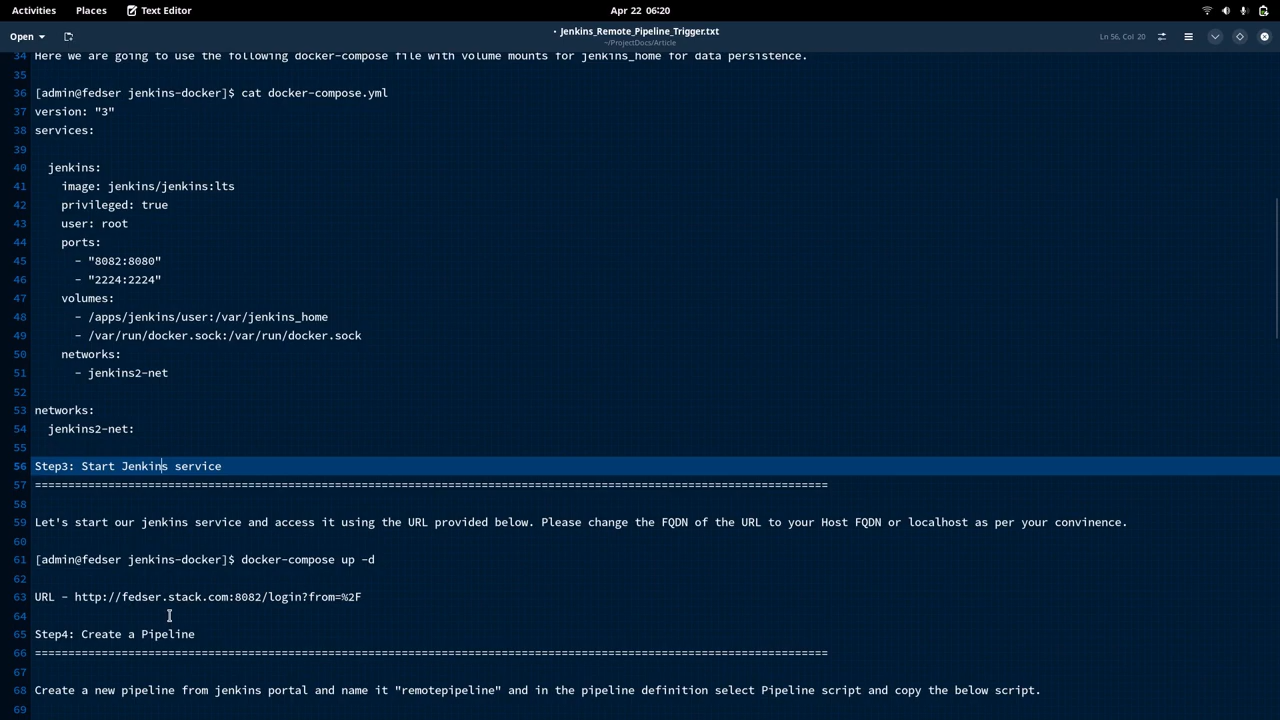 Activities Places Text Editor Apr 22 06:20
Open • Jenkins_Remote_Pipeline_Trigger.txt Ln 56, Col 20
~/ProjectDocs/Article
34 Here we are going to use the following docker-compose file with volume mounts for jenkins_home for data persistence.
35
36 [admin@fedser jenkins-docker]$ cat docker-compose.yml
37 version: "3"
38 services:
39
40 jenkins:
41 image: jenkins/jenkins:lts
42 privileged: true
43 user: root
44 ports:
45 - "8082:8080"
46 - "2224:2224"
47 volumes:
48 - /apps/jenkins/user:/var/jenkins_home
49 - /var/run/docker.sock:/var/run/docker.sock
50 networks:
51 - jenkins2-net
52
53 networks:
54 jenkins2-net:
55
56 Step3: Start Jenkins service
57 =======================================================================================================================
58
59 Let's start our jenkins service and access it using the URL provided below. Please change the FQDN of the URL to your Host FQDN or localhost as per your convinence.
60
61 [admin@fedser jenkins-docker]$ docker-compose up -d
62
63 URL - http://fedser.stack.com:8082/login?from=%2F
64
65 Step4: Create a Pipeline
66 =======================================================================================================================
67
68 Create a new pipeline from jenkins portal and name it "remotepipeline" and in the pipeline definition select Pipeline script and copy the below script.
69